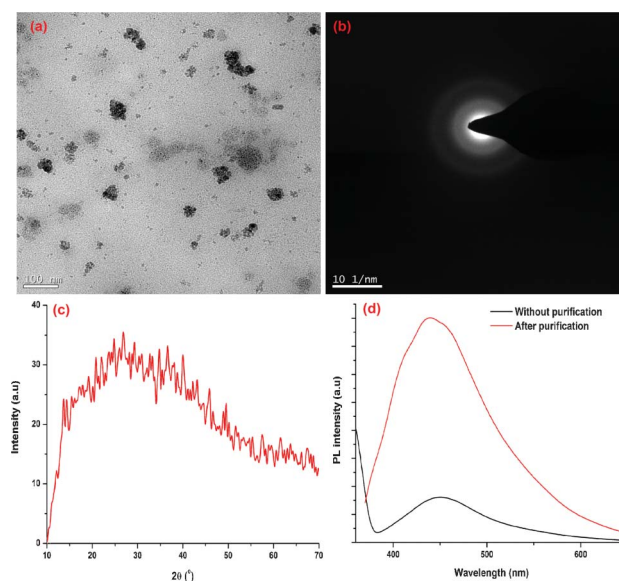 (a)
100 nm
(b)
10 1/nm
(c)
Intensity (a.u)
40
30
20
10
0
10 20 30 40 50 60 70
2θ (°)
(d)
Without purification
After purification
PL intensity (a.u)
400 500 600
Wavelength (nm)